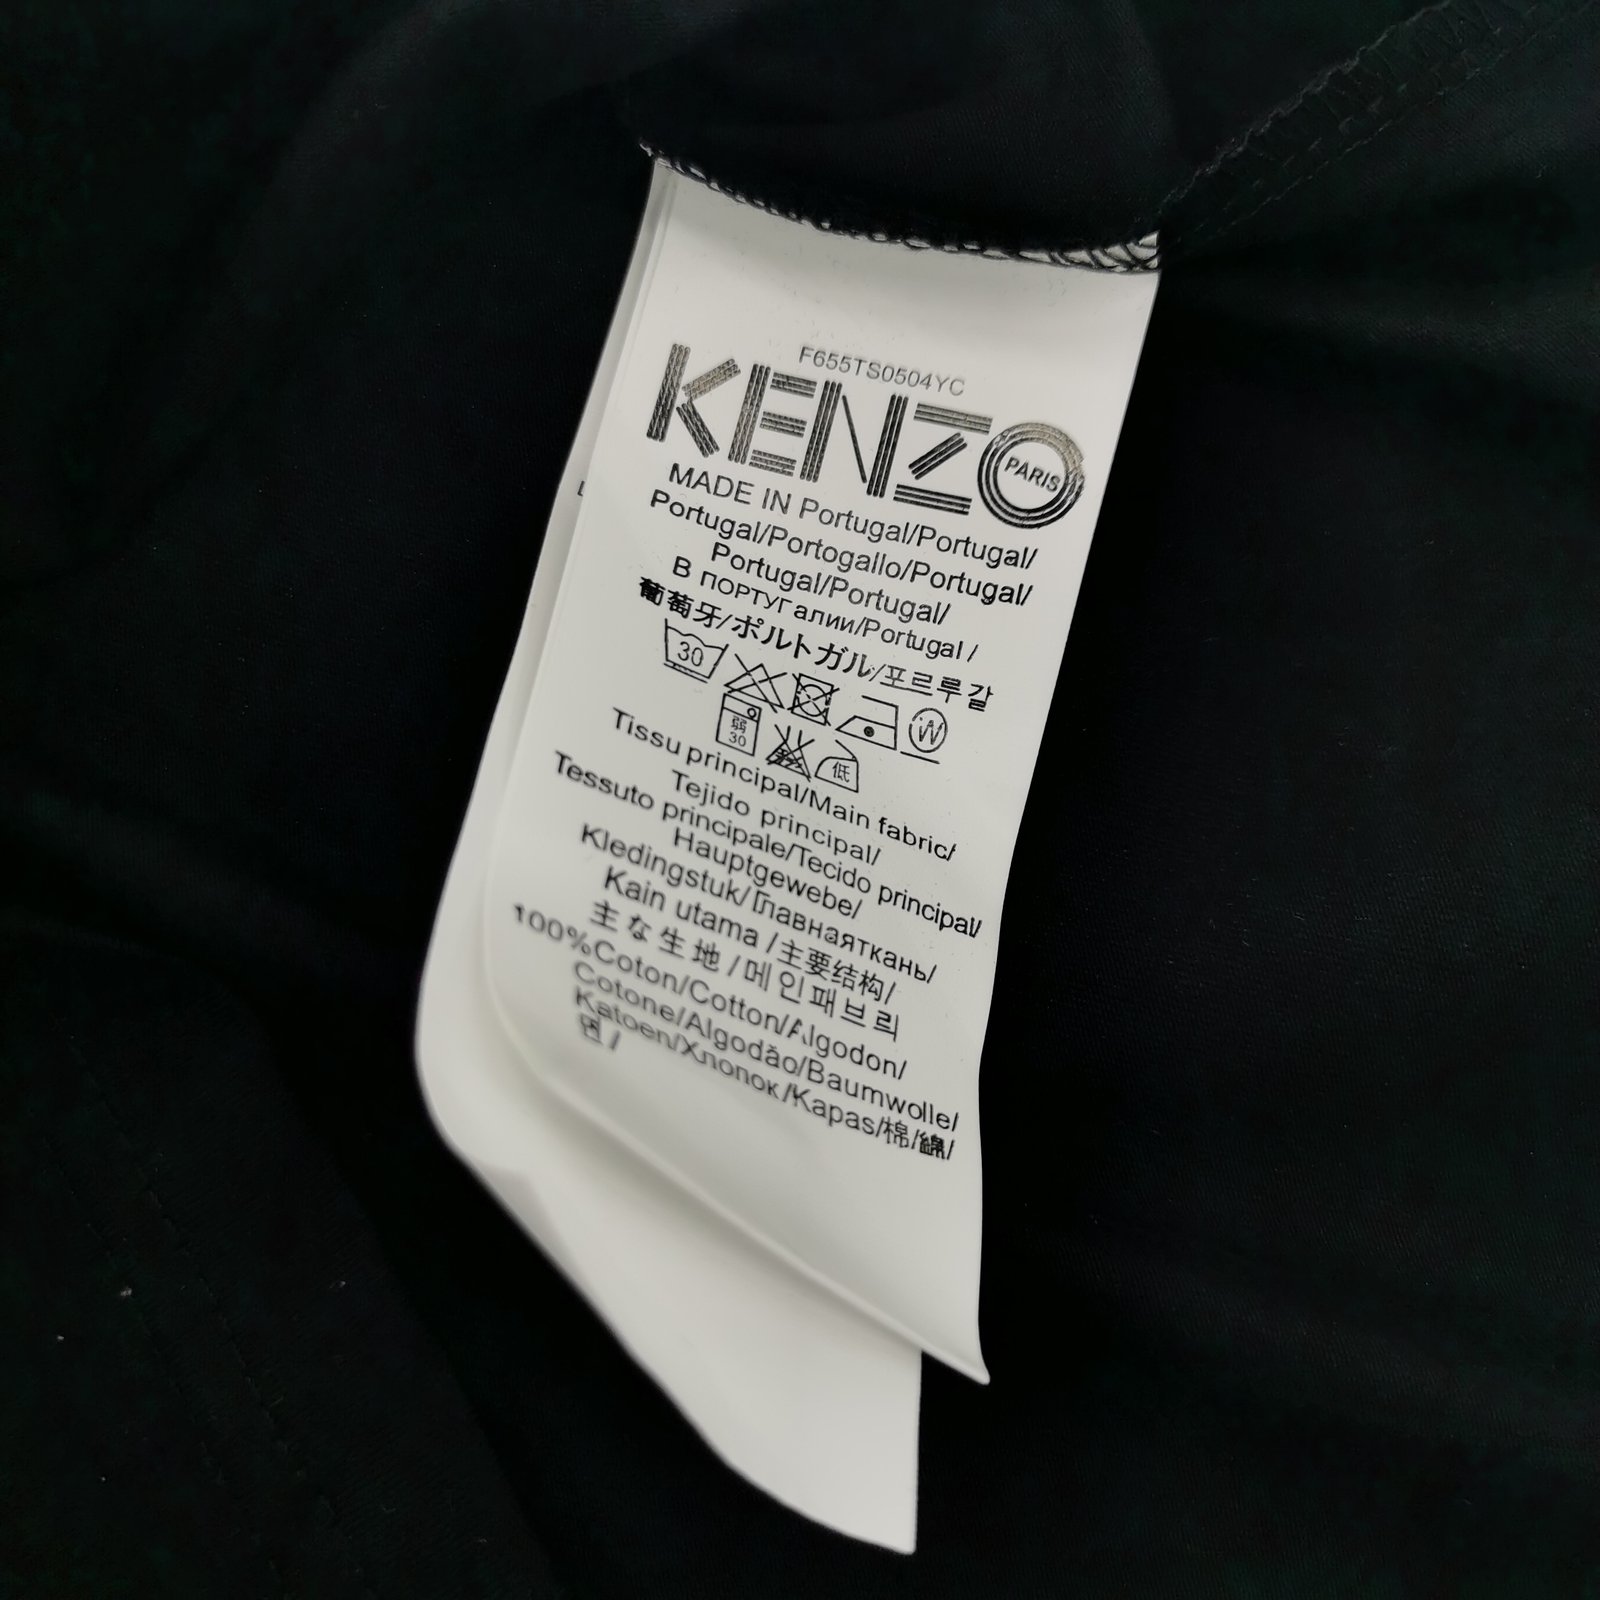 F655TS0504YC
KENZO
PARIS
MADE IN Portugal/Portugal/
Portugal/Portogallo/Portugal/
Portugal/Portugal/
В ПОРТУГалии/Portugal /
葡萄牙/ポルトガル/포르루갈
30
W
弱
30
低
Tissu principal/Main fabric/
Tejido principal/
Tessuto principale/Tecido principal/
Hauptgewebe/
Kledingstuk/Главнаяткань/
Kain utama /主要结构/
主な生地/메인패브릭
100%Coton/Cotton/Algodon/
Cotone/Algodão/Baumwolle/
Katoen/Хлопок/Kapas/棉/綿/
면/